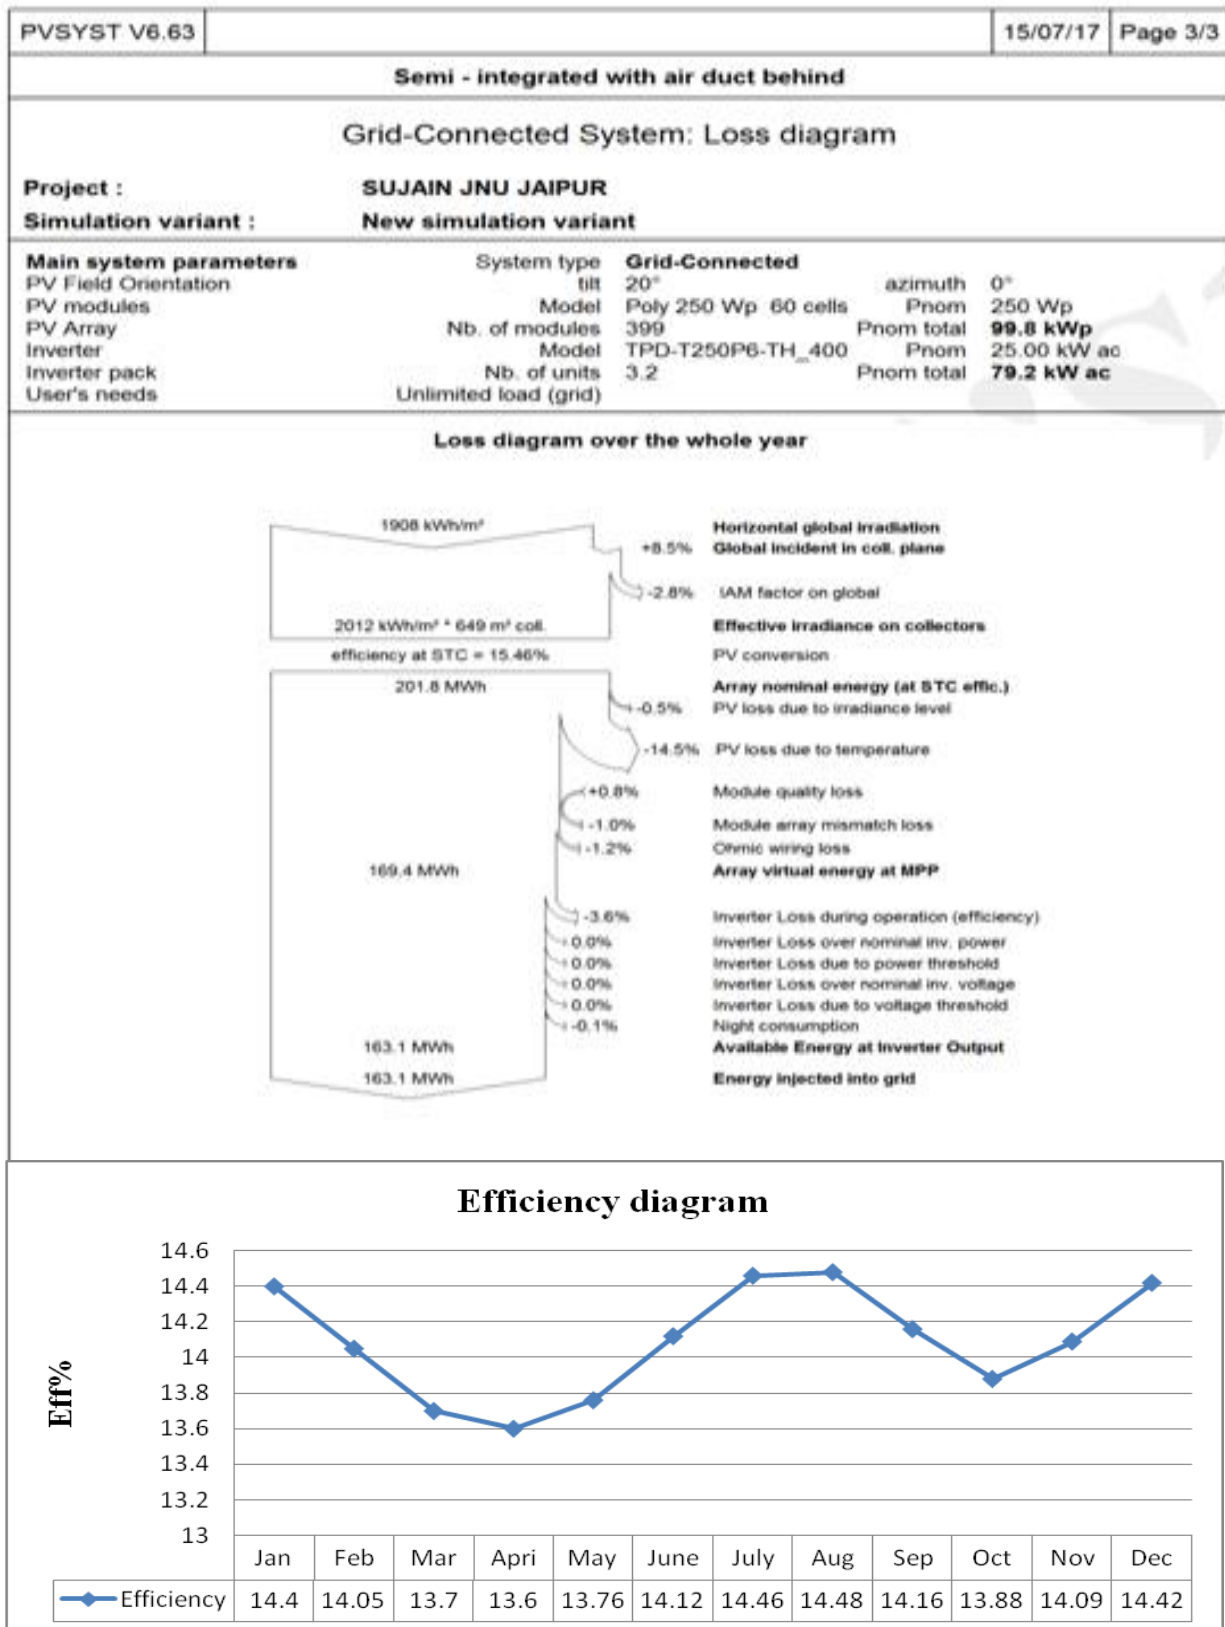 PVSYST V6.63 15/07/17 Page 3/3
Semi - integrated with air duct behind
Grid-Connected System: Loss diagram
Project : SUJAIN JNU JAIPUR
Simulation variant : New simulation variant
Main system parameters System type Grid-Connected
PV Field Orientation tilt 20° azimuth 0°
PV modules Model Poly 250 Wp 60 cells Pnom 250 Wp
PV Array Nb. of modules 399 Pnom total 99.8 kWp
Inverter Model TPD-T250P6-TH_400 Pnom 25.00 kW ac
Inverter pack Nb. of units 3.2 Pnom total 79.2 kW ac
User's needs Unlimited load (grid)
Loss diagram over the whole year
1908 kWh/m² Horizontal global irradiation
+8.5% Global incident in coll. plane
-2.8% IAM factor on global
2012 kWh/m² * 649 m² coll. Effective irradiance on collectors
efficiency at STC = 15.46% PV conversion
201.8 MWh Array nominal energy (at STC effic.)
-0.5% PV loss due to irradiance level
-14.5% PV loss due to temperature
+0.8% Module quality loss
-1.0% Module array mismatch loss
-1.2% Ohmic wiring loss
169.4 MWh Array virtual energy at MPP
-3.6% Inverter Loss during operation (efficiency)
0.0% Inverter Loss over nominal inv. power
0.0% Inverter Loss due to power threshold
0.0% Inverter Loss over nominal inv. voltage
0.0% Inverter Loss due to voltage threshold
-0.1% Night consumption
163.1 MWh Available Energy at Inverter Output
163.1 MWh Energy injected into grid
Efficiency diagram
Eff%
14.6
14.4
14.2
14
13.8
13.6
13.4
13.2
13
Jan Feb Mar Apri May June July Aug Sep Oct Nov Dec
Efficiency 14.4 14.05 13.7 13.6 13.76 14.12 14.46 14.48 14.16 13.88 14.09 14.42